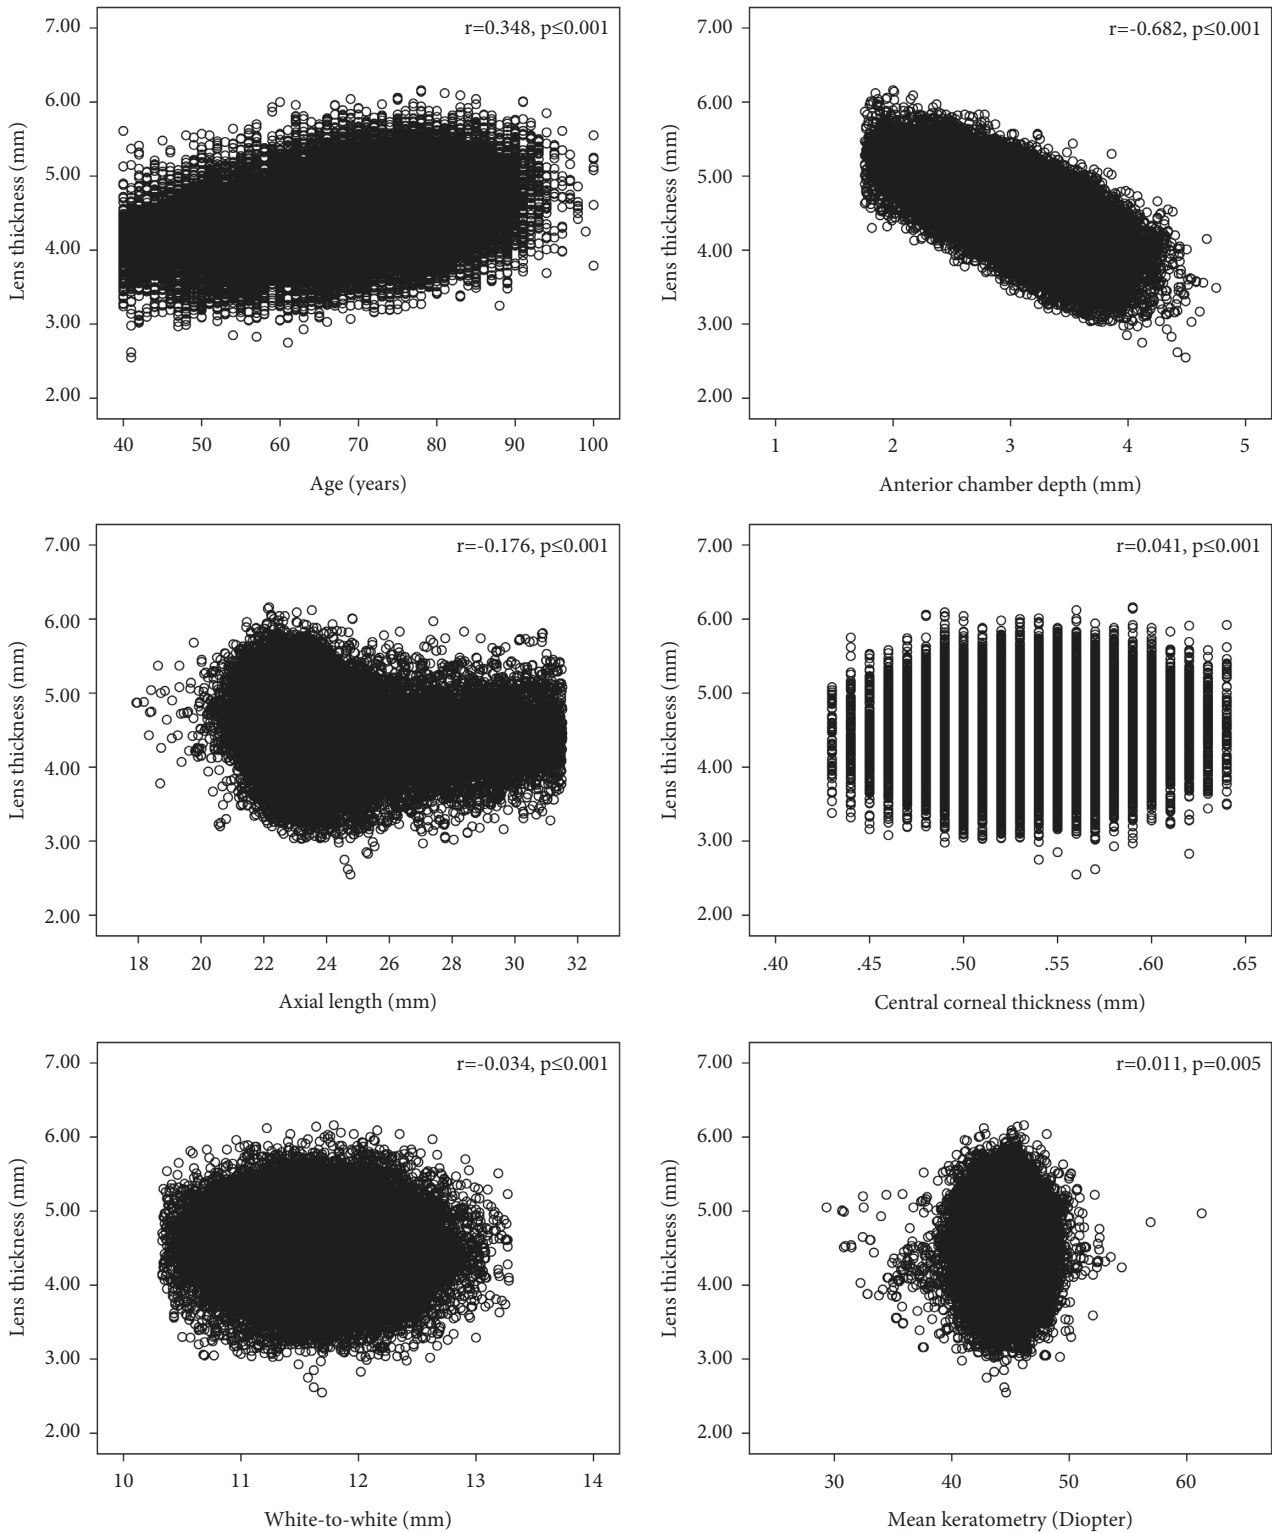 r=0.348, p≤0.001
7.00
6.00
5.00
4.00
3.00
2.00
Lens thickness (mm)
40 50 60 70 80 90 100
Age (years)
r=-0.682, p≤0.001
7.00
6.00
5.00
4.00
3.00
2.00
Lens thickness (mm)
1 2 3 4 5
Anterior chamber depth (mm)
r=-0.176, p≤0.001
7.00
6.00
5.00
4.00
3.00
2.00
Lens thickness (mm)
18 20 22 24 26 28 30 32
Axial length (mm)
r=0.041, p≤0.001
7.00
6.00
5.00
4.00
3.00
2.00
Lens thickness (mm)
.40 .45 .50 .55 .60 .65
Central corneal thickness (mm)
r=-0.034, p≤0.001
7.00
6.00
5.00
4.00
3.00
2.00
Lens thickness (mm)
10 11 12 13 14
White-to-white (mm)
r=0.011, p=0.005
7.00
6.00
5.00
4.00
3.00
2.00
Lens thickness (mm)
30 40 50 60
Mean keratometry (Diopter)